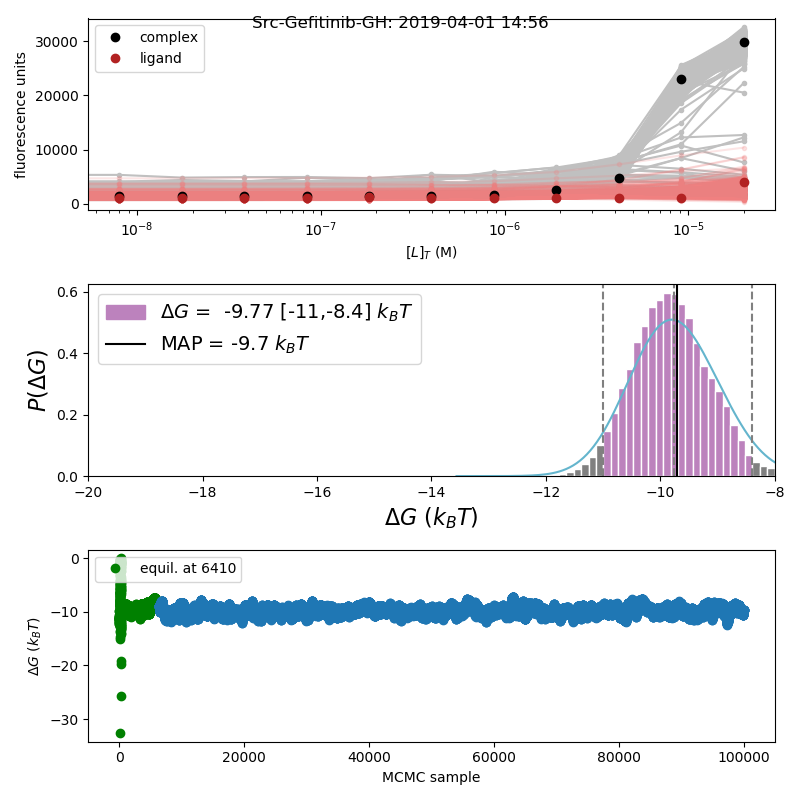 Src-Gefitinib-GH: 2019-04-01 14:56
complex
ligand
fluorescence units
30000
20000
10000
0
10⁻⁸ 10⁻⁷ 10⁻⁶ 10⁻⁵
[L]_T (M)
ΔG = -9.77 [-11,-8.4] k_BT
MAP = -9.7 k_BT
P(ΔG)
0.6
0.4
0.2
0.0
−20 −18 −16 −14 −12 −10 −8
ΔG (k_BT)
equil. at 6410
ΔG (k_BT)
0
−10
−20
−30
0 20000 40000 60000 80000 100000
MCMC sample